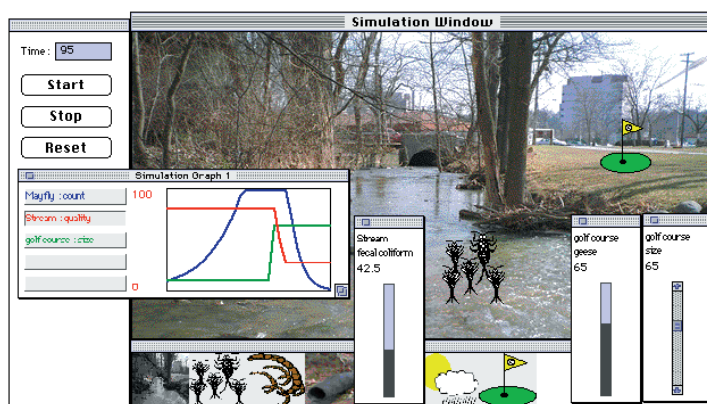 Simulation Window
Time: 95
Start
Stop
Reset
Simulation Graph 1
Mayfly :count
Stream :quality
golf course :size
100
0
Stream
fecal coliform
42.5
golf course
geese
65
golf course
size
65